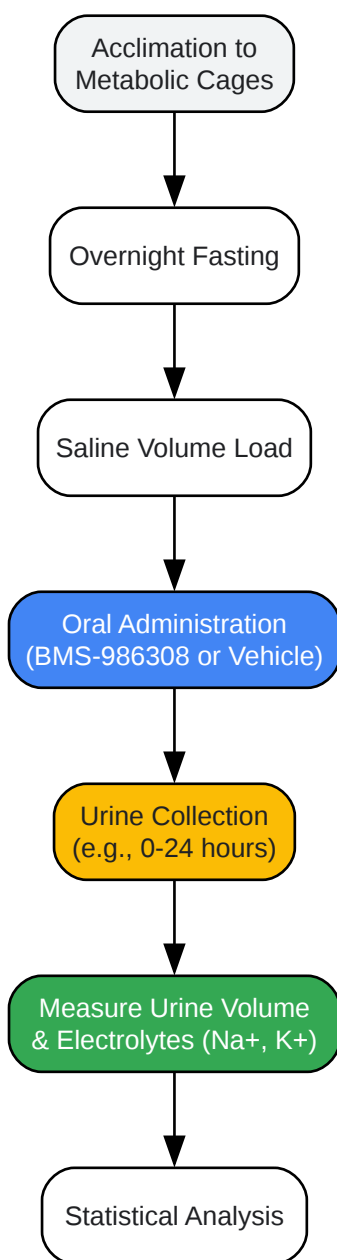 Acclimation to
Metabolic Cages
Overnight Fasting
Saline Volume Load
Oral Administration
(BMS-986308 or Vehicle)
Urine Collection
(e.g., 0-24 hours)
Measure Urine Volume
& Electrolytes (Na+, K+)
Statistical Analysis